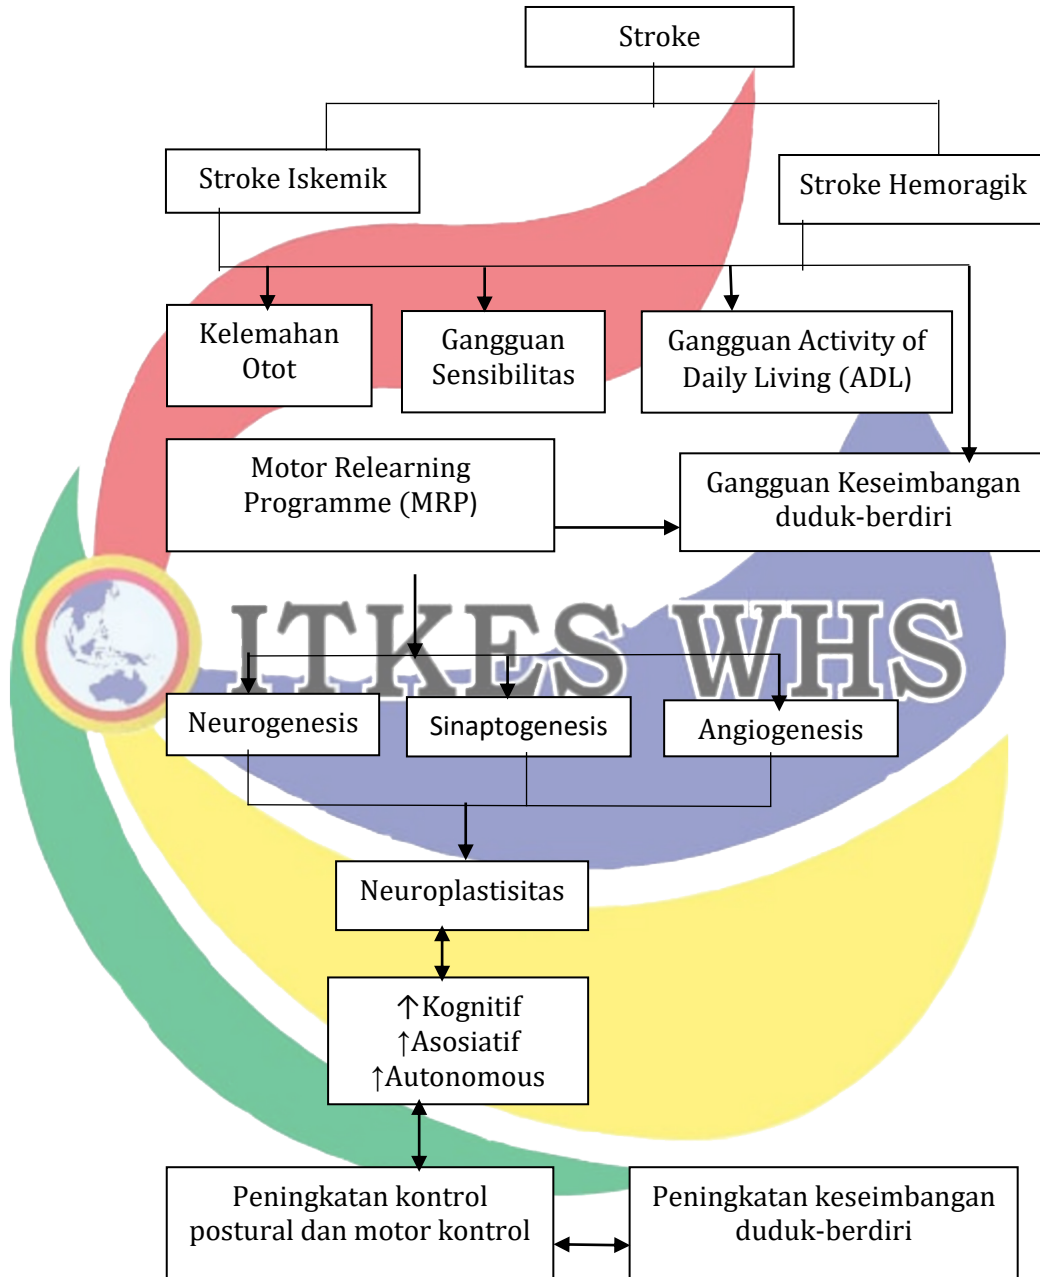 Stroke
Stroke Iskemik
Stroke Hemoragik
Kelemahan
Otot
Gangguan
Sensibilitas
Gangguan Activity of
Daily Living (ADL)
Motor Relearning
Programme (MRP)
Gangguan Keseimbangan
duduk-berdiri
ITKES WHS
Neurogenesis
Sinaptogenesis
Angiogenesis
Neuroplastisitas
↑Kognitif
↑Asosiatif
↑Autonomous
Peningkatan kontrol
postural dan motor kontrol
Peningkatan keseimbangan
duduk-berdiri